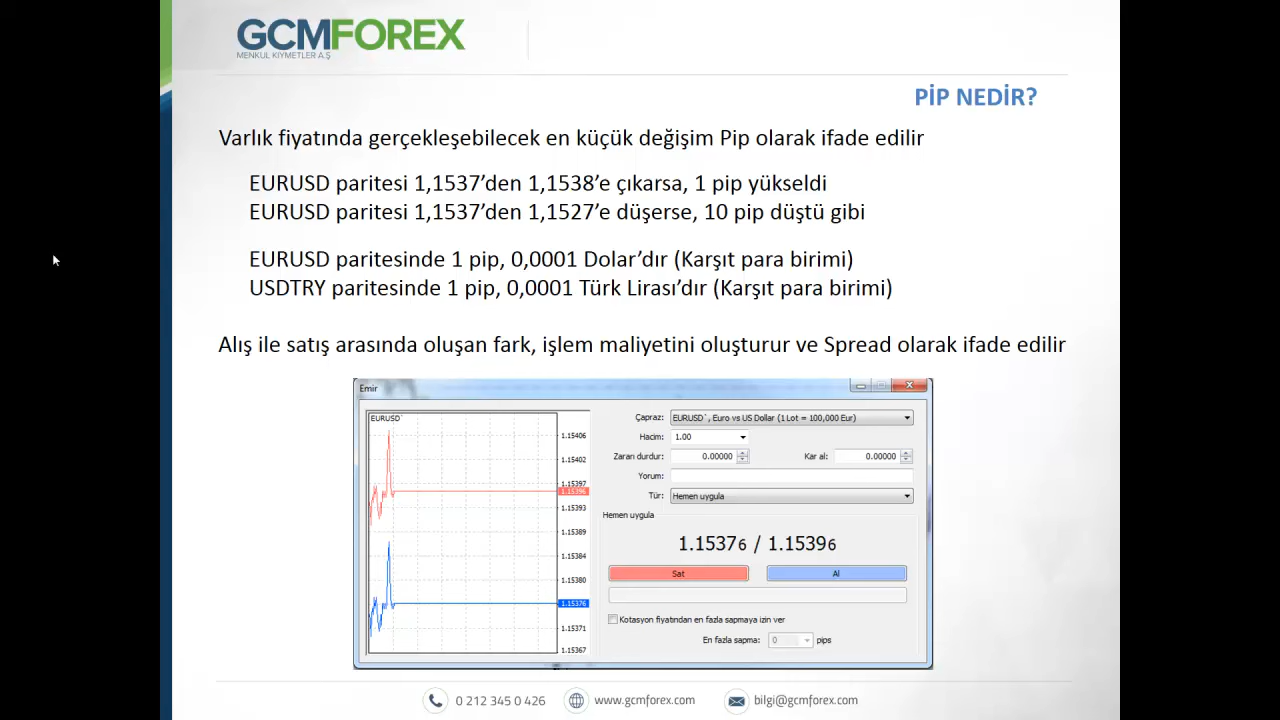 GCMFOREX
MENKUL KIYMETLER A.Ş
PİP NEDİR?
Varlık fiyatında gerçekleşebilecek en küçük değişim Pip olarak ifade edilir
EURUSD paritesi 1,1537’den 1,1538’e çıkarsa, 1 pip yükseldi
EURUSD paritesi 1,1537’den 1,1527’e düşerse, 10 pip düştü gibi
EURUSD paritesinde 1 pip, 0,0001 Dolar’dır (Karşıt para birimi)
USDTRY paritesinde 1 pip, 0,0001 Türk Lirası’dır (Karşıt para birimi)
Alış ile satış arasında oluşan fark, işlem maliyetini oluşturur ve Spread olarak ifade edilir
Emir
EURUSD`
1.15406
1.15402
1.15397
1.15396
1.15393
1.15389
1.15384
1.15380
1.15376
1.15371
1.15367
Çapraz: EURUSD`, Euro vs US Dollar (1 Lot = 100,000 Eur)
Hacim: 1.00
Zararı durdur: 0.00000 Kar al: 0.00000
Yorum:
Tür: Hemen uygula
Hemen uygula
1.15376 / 1.15396
Sat Al
Kotasyon fiyatından en fazla sapmaya izin ver
En fazla sapma: 0 pips
0 212 345 0 426 www.gcmforex.com bilgi@gcmforex.com